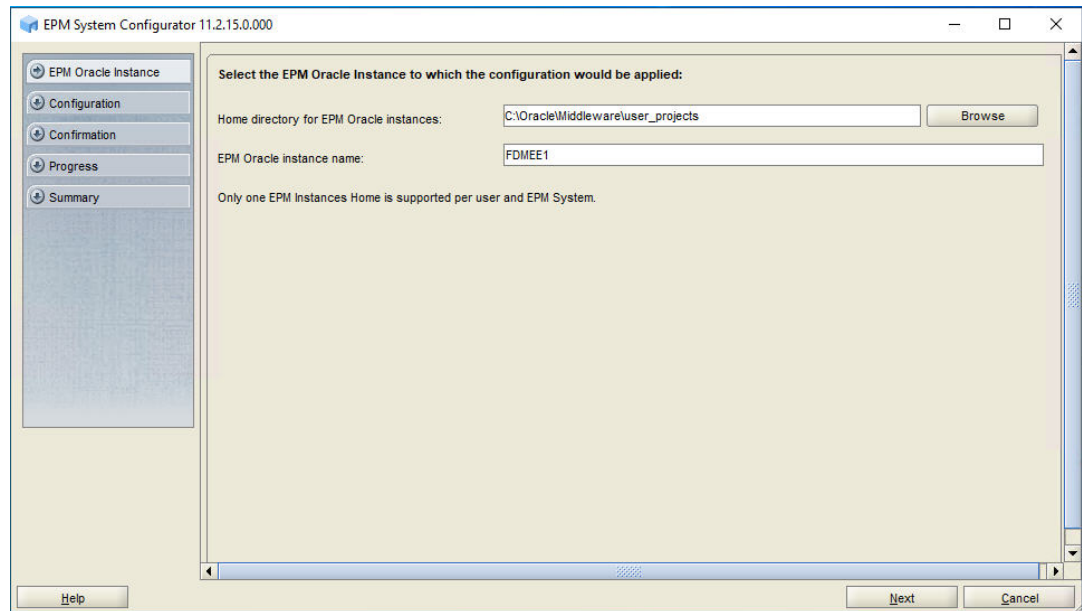 EPM System Configurator 11.2.15.0.000
EPM Oracle Instance
Configuration
Confirmation
Progress
Summary
Select the EPM Oracle Instance to which the configuration would be applied:
Home directory for EPM Oracle instances:
C:\Oracle\Middleware\user_projects
Browse
EPM Oracle instance name:
FDMEE1
Only one EPM Instances Home is supported per user and EPM System.
Help
Next
Cancel